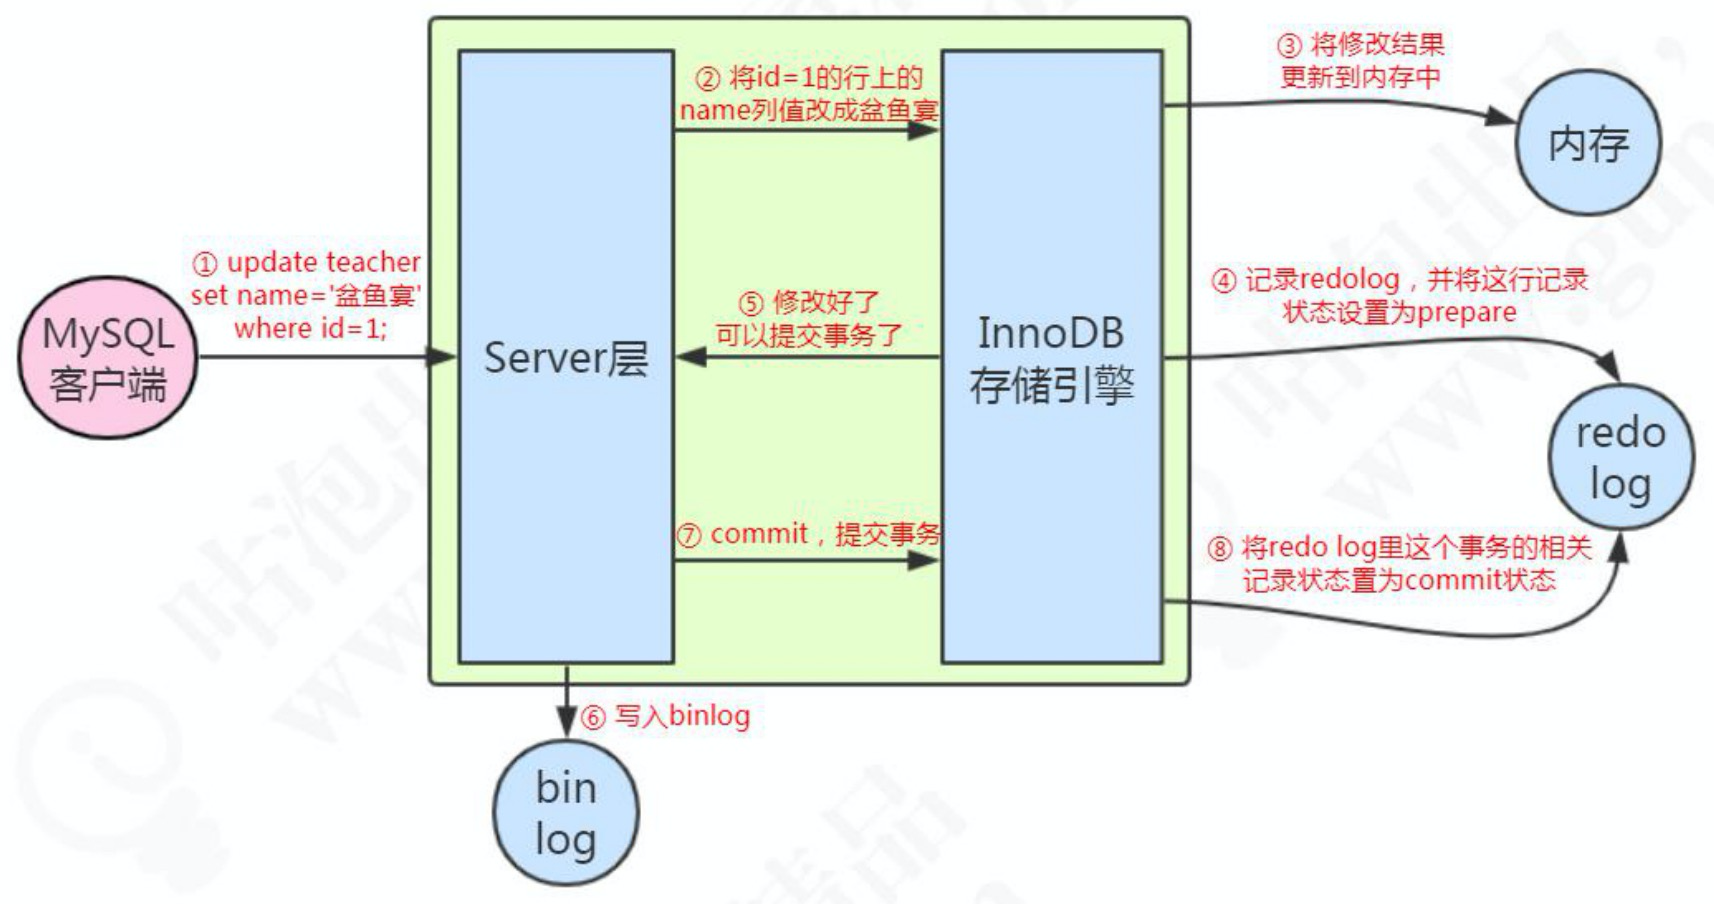 ① update teacher
set name='盆鱼宴'
where id=1;
MySQL
客户端
Server层
② 将id=1的行上的
name列值改成盆鱼宴
③ 将修改结果
更新到内存中
内存
④ 记录redolog，并将这行记录
状态设置为prepare
⑤ 修改好了
可以提交事务了
InnoDB
存储引擎
redo
log
⑥ 写入binlog
bin
log
⑦ commit，提交事务
⑧ 将redo log里这个事务的相关
记录状态置为commit状态